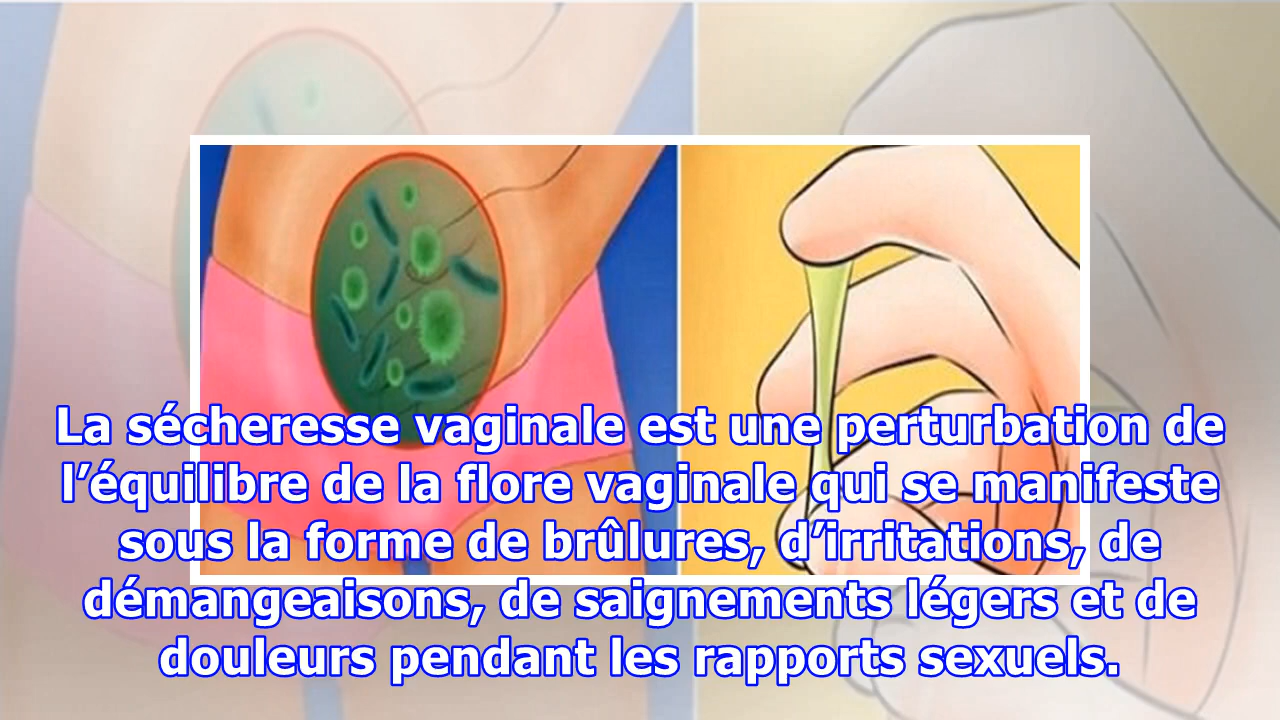 La sécheresse vaginale est une perturbation de
l’équilibre de la flore vaginale qui se manifeste
sous la forme de brûlures, d’irritations, de
démangeaisons, de saignements légers et de
douleurs pendant les rapports sexuels.